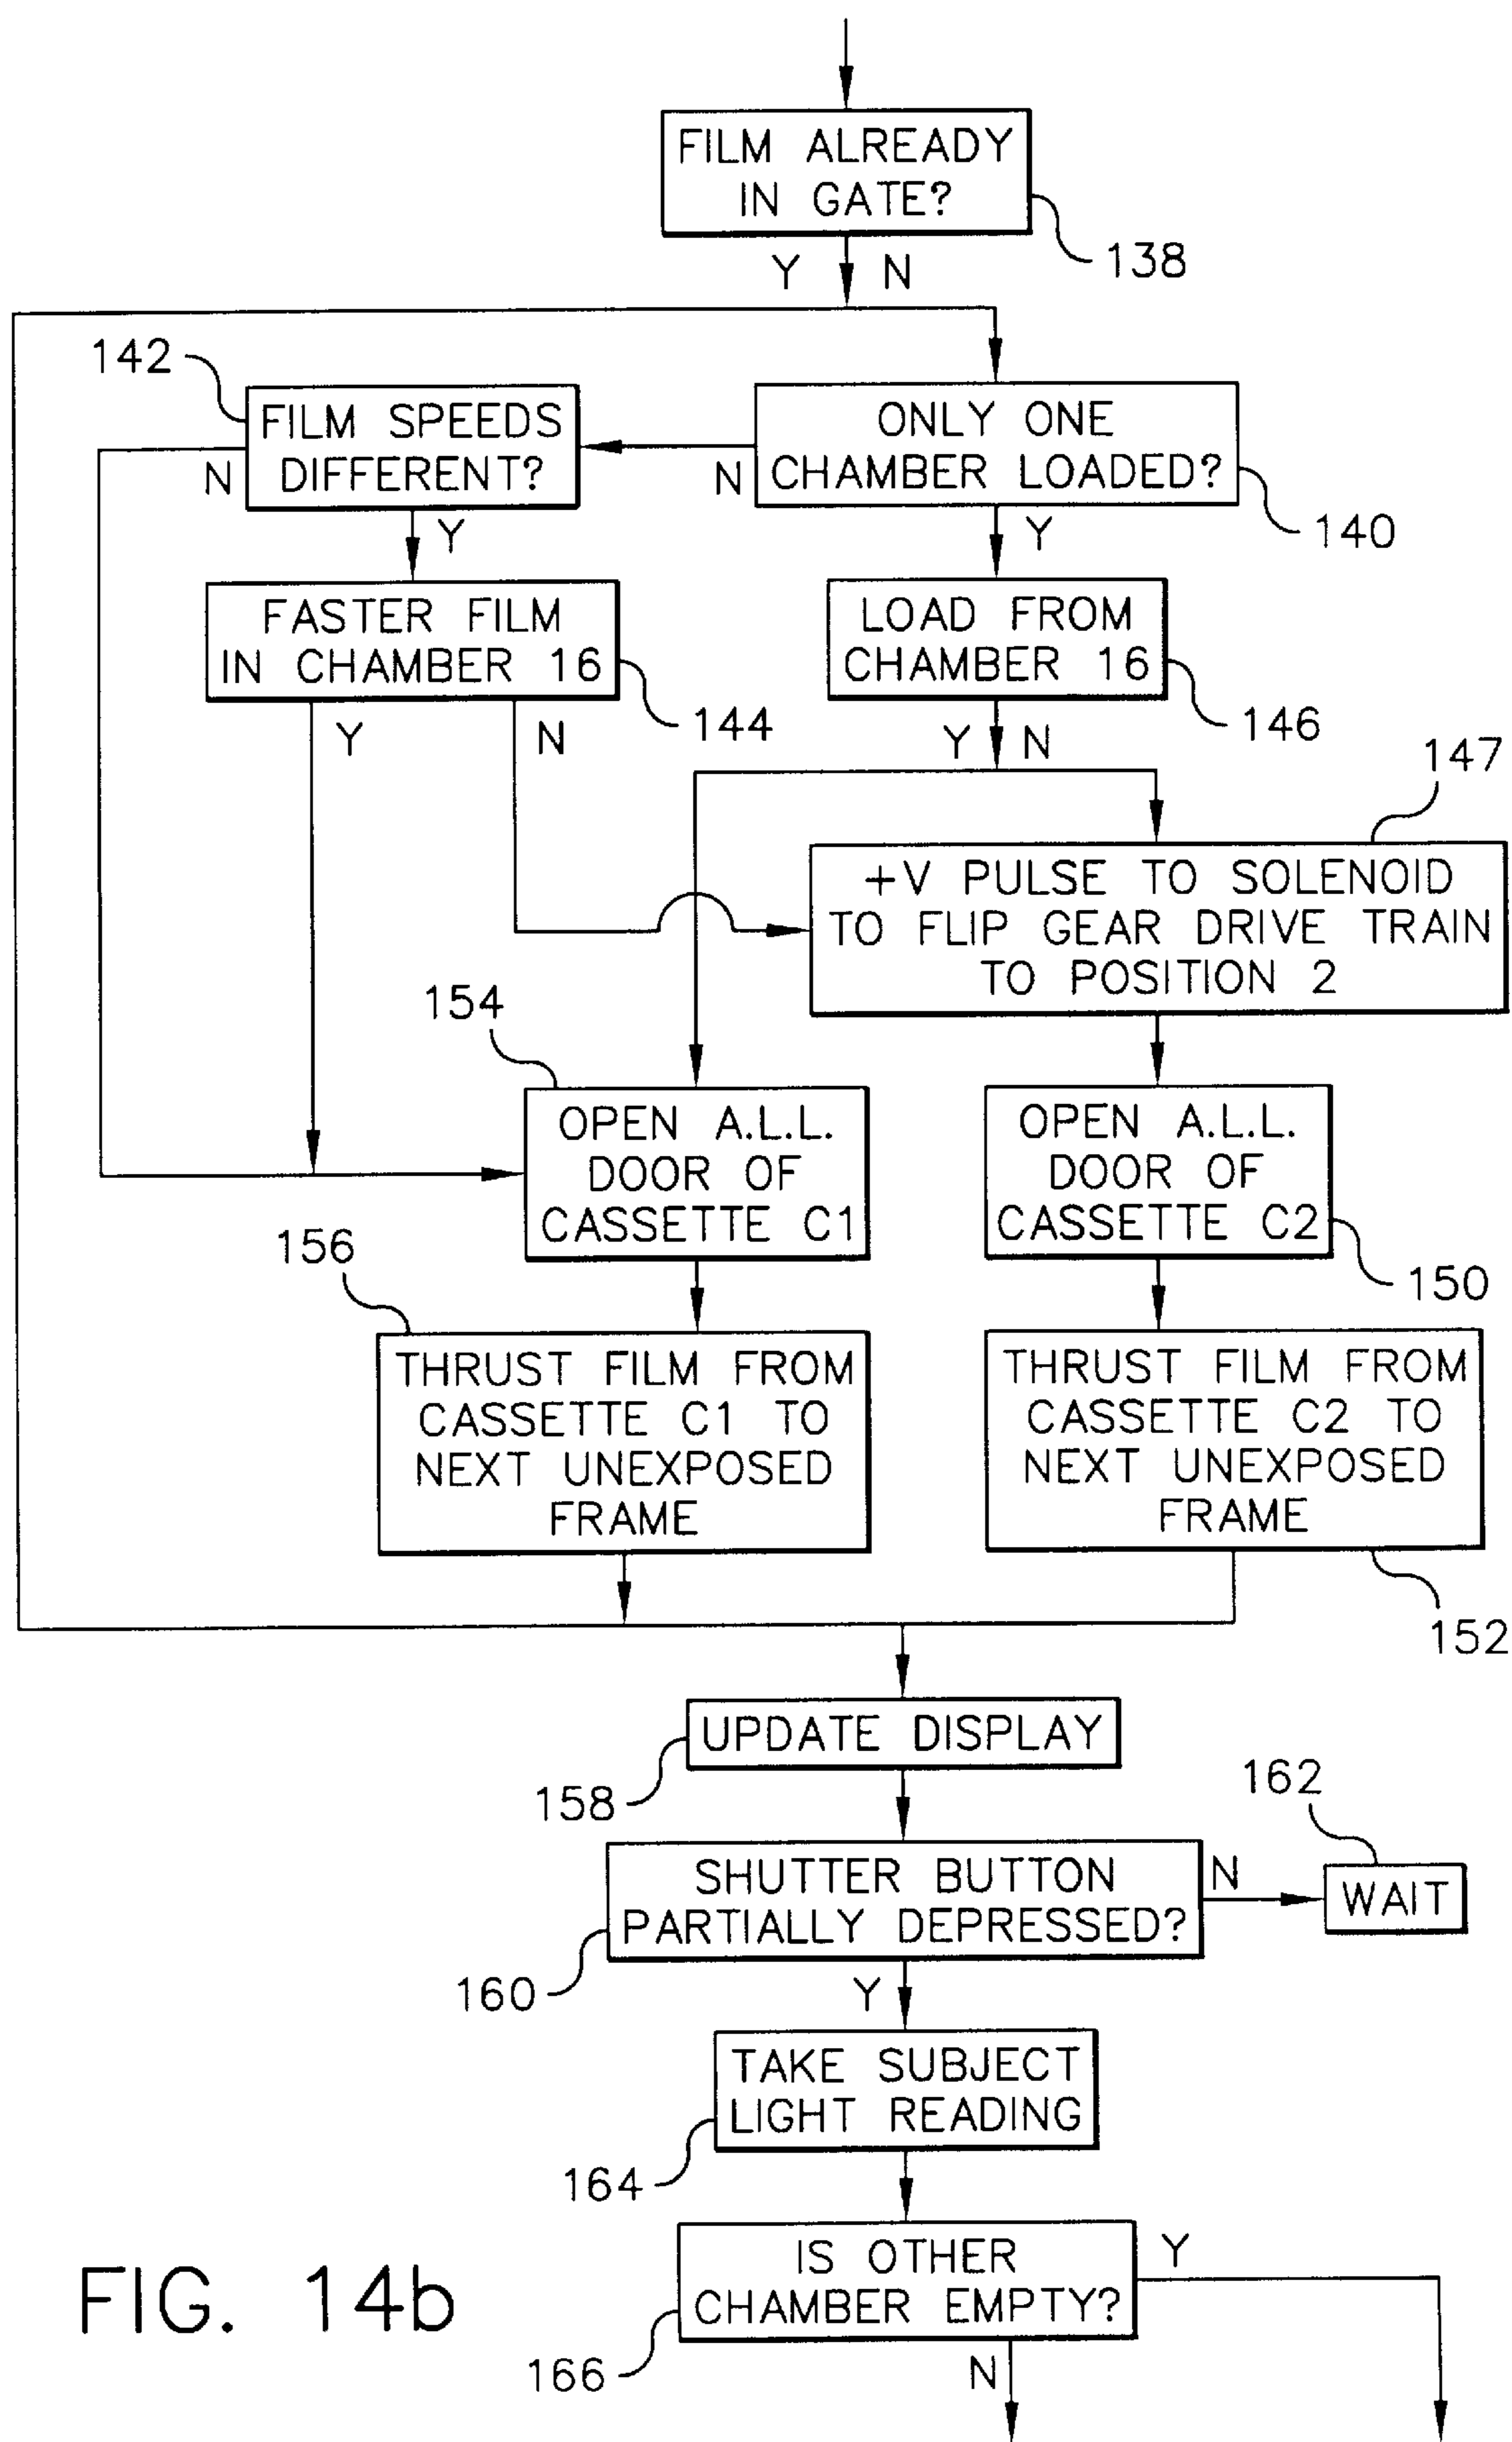 FILM ALREADY
IN GATE?
138
Y N
142
FILM SPEEDS
DIFFERENT?
N
Y
ONLY ONE
CHAMBER LOADED?
N
140
Y
FASTER FILM
IN CHAMBER 16
144
Y
N
LOAD FROM
CHAMBER 16
146
Y N
147
+V PULSE TO SOLENOID
TO FLIP GEAR DRIVE TRAIN
TO POSITION 2
154
OPEN A.L.L.
DOOR OF
CASSETTE C1
OPEN A.L.L.
DOOR OF
CASSETTE C2
150
156
THRUST FILM FROM
CASSETTE C1 TO
NEXT UNEXPOSED
FRAME
THRUST FILM FROM
CASSETTE C2 TO
NEXT UNEXPOSED
FRAME
152
UPDATE DISPLAY
158
SHUTTER BUTTON
PARTIALLY DEPRESSED?
N
162
WAIT
160
Y
TAKE SUBJECT
LIGHT READING
164
IS OTHER
CHAMBER EMPTY?
Y
166
N
FIG. 14b